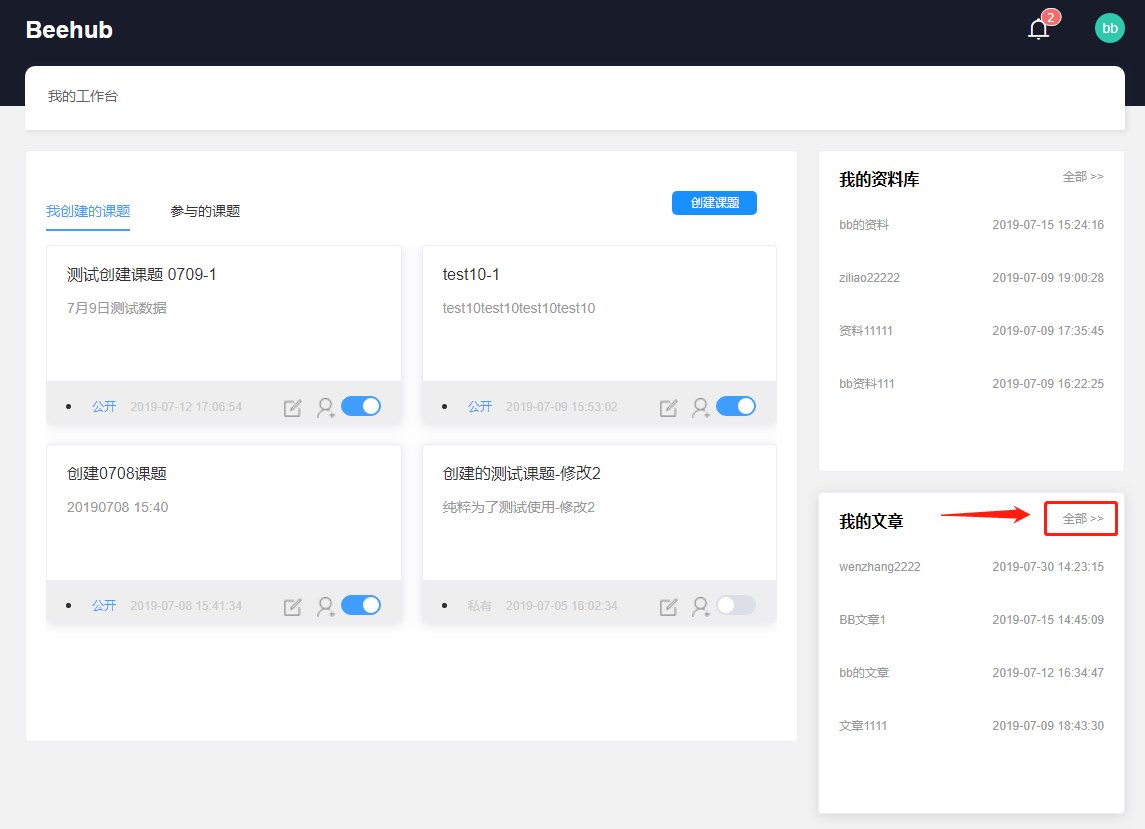 Beehub
2
bb
我的工作台
我创建的课题
参与的课题
创建课题
测试创建课题 0709-1
7月9日测试数据
公开 2019-07-12 17:06:54
test10-1
test10test10test10test10
公开 2019-07-09 15:53:02
创建0708课题
20190708 15:40
公开 2019-07-08 15:41:34
创建的测试课题-修改2
纯粹为了测试使用-修改2
私有 2019-07-05 16:02:34
我的资料库 全部 >>
bb的资料 2019-07-15 15:24:16
ziliao22222 2019-07-09 19:00:28
资料11111 2019-07-09 17:35:45
bb资料111 2019-07-09 16:22:25
我的文章 全部 >>
wenzhang2222 2019-07-30 14:23:15
BB文章1 2019-07-15 14:45:09
bb的文章 2019-07-12 16:34:47
文章1111 2019-07-09 18:43:30